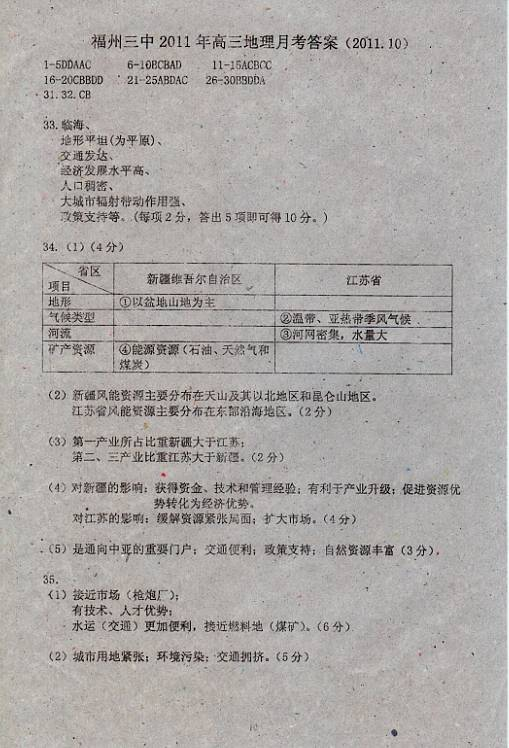 福州三中 2011 年高三地理月考答案（2011.10）
1-5DDAAC 6-10BCBAD 11-15ACBCC
16-20CBBDD 21-25ABDAC 26-30BBDDA
31.32.CB
33.临海、
地形平坦(为平原)、
交通发达、
经济发展水平高、
人口稠密、
大城市辐射带动作用强、
政策支持等。(每项2分，答出5项即可得10分。)
34.（1）（4分）
省区
项目 新疆维吾尔自治区 江苏省
地形 ①以盆地山地为主
气候类型 ②温带、亚热带季风气候
河流 ③河网密集，水量大
矿产资源 ④能源资源（石油、天然气和
煤炭）
（2）新疆风能资源主要分布在天山及其以北地区和昆仑山地区。
江苏省风能资源主要分布在东部沿海地区。（2分）
（3）第一产业所占比重新疆大于江苏；
第二、三产业比重江苏大于新疆。（2分）
（4）对新疆的影响：获得资金、技术和管理经验；有利于产业升级；促进资源优
势转化为经济优势。
对江苏的影响：缓解资源紧张局面；扩大市场。（4分）
（5）是通向中亚的重要门户；交通便利；政策支持；自然资源丰富（3分）。
35.
（1）接近市场（枪炮厂）；
有技术、人才优势；
水运（交通）更加便利，接近燃料地（煤矿）。（6分）
（2）城市用地紧张；环境污染；交通拥挤。（5分）
10